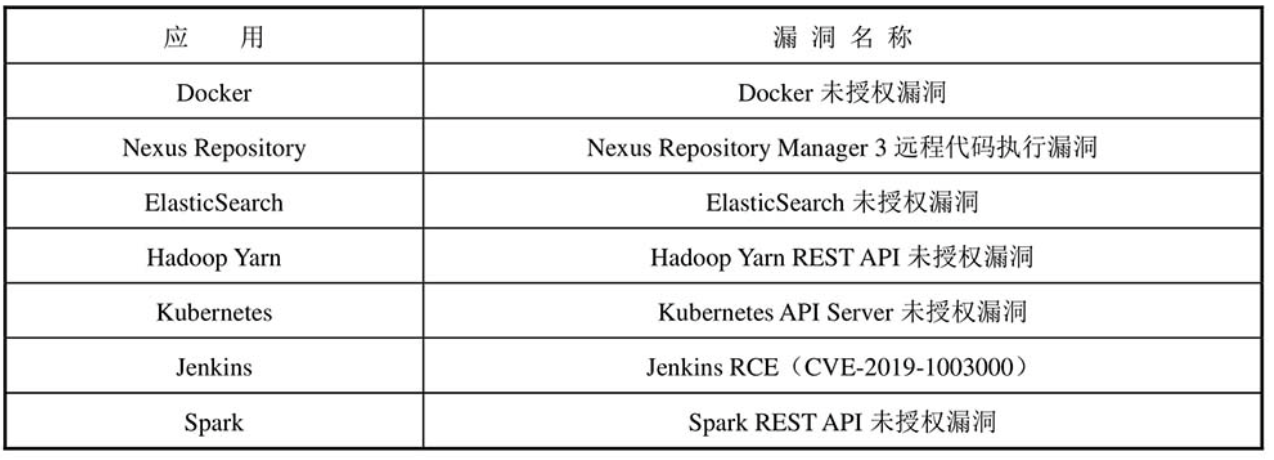 应 用 漏 洞 名 称
Docker Docker 未授权漏洞
Nexus Repository Nexus Repository Manager 3 远程代码执行漏洞
ElasticSearch ElasticSearch 未授权漏洞
Hadoop Yarn Hadoop Yarn REST API 未授权漏洞
Kubernetes Kubernetes API Server 未授权漏洞
Jenkins Jenkins RCE（CVE-2019-1003000）
Spark Spark REST API 未授权漏洞